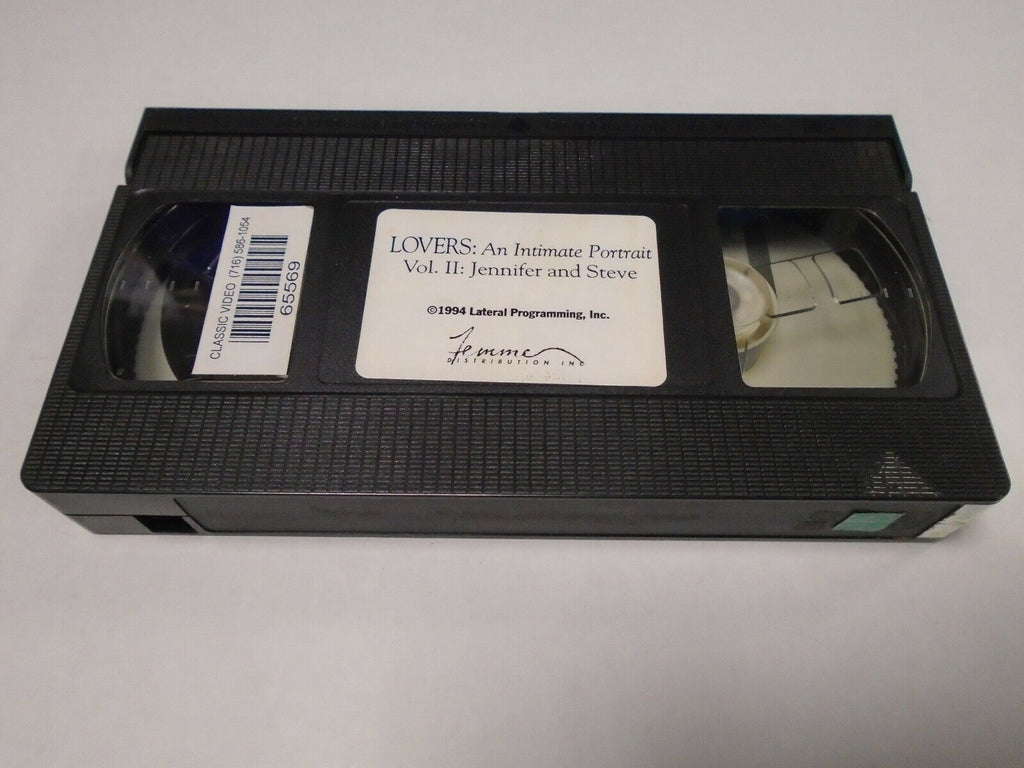 CLASSIC VIDEO (716) 586-1054
65569
LOVERS: An Intimate Portrait
Vol. II: Jennifer and Steve
©1994 Lateral Programming, Inc.
Femme
DISTRIBUTION INC